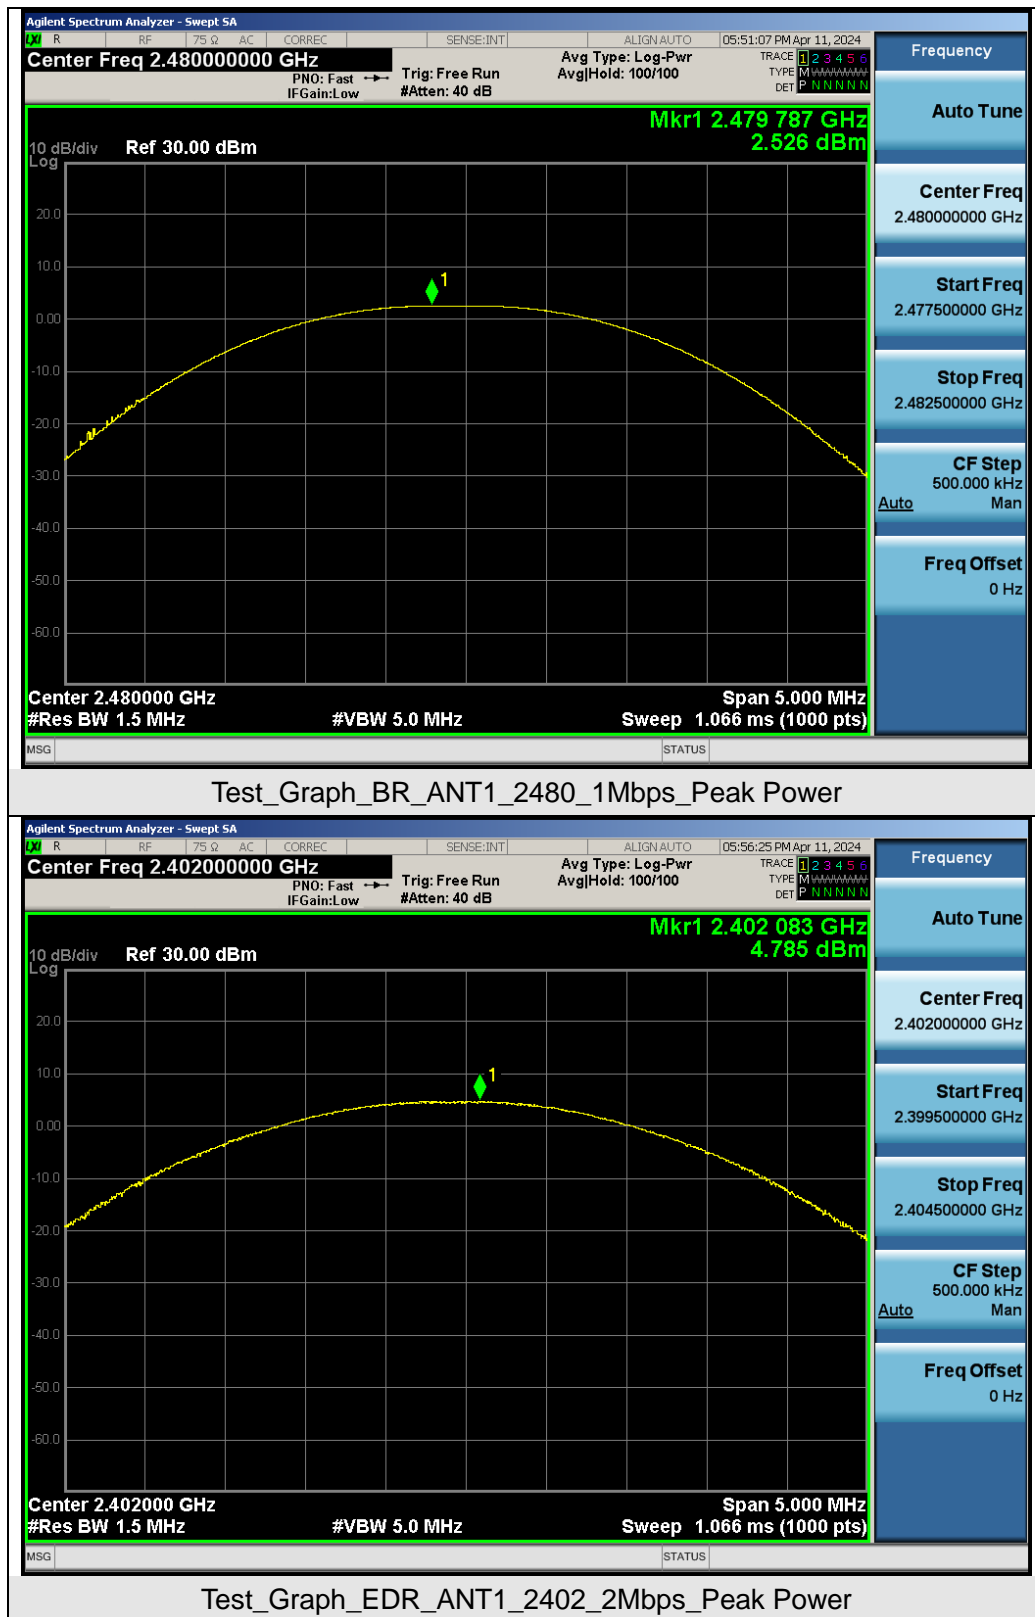 Agilent Spectrum Analyzer - Swept SA
LXI R RF 75 Ω AC CORREC SENSE:INT ALIGN AUTO 05:51:07 PM Apr 11, 2024
Center Freq 2.480000000 GHz
PNO: Fast
IFGain:Low
Trig: Free Run
#Atten: 40 dB
Avg Type: Log-Pwr
Avg|Hold: 100/100
TRACE 1 2 3 4 5 6
TYPE M
DET P N N N N N
Frequency
Auto Tune
Mkr1 2.479 787 GHz
2.526 dBm
10 dB/div Ref 30.00 dBm
Log
20.0
10.0
0.00
-10.0
-20.0
-30.0
-40.0
-50.0
-60.0
1
Center Freq
2.480000000 GHz
Start Freq
2.477500000 GHz
Stop Freq
2.482500000 GHz
CF Step
500.000 kHz
Auto Man
Freq Offset
0 Hz
Center 2.480000 GHz Span 5.000 MHz
#Res BW 1.5 MHz #VBW 5.0 MHz Sweep 1.066 ms (1000 pts)
MSG STATUS
Test_Graph_BR_ANT1_2480_1Mbps_Peak Power
Agilent Spectrum Analyzer - Swept SA
LXI R RF 75 Ω AC CORREC SENSE:INT ALIGN AUTO 05:56:25 PM Apr 11, 2024
Center Freq 2.402000000 GHz
PNO: Fast
IFGain:Low
Trig: Free Run
#Atten: 40 dB
Avg Type: Log-Pwr
Avg|Hold: 100/100
TRACE 1 2 3 4 5 6
TYPE M
DET P N N N N N
Frequency
Auto Tune
Mkr1 2.402 083 GHz
4.785 dBm
10 dB/div Ref 30.00 dBm
Log
20.0
10.0
0.00
-10.0
-20.0
-30.0
-40.0
-50.0
-60.0
1
Center Freq
2.402000000 GHz
Start Freq
2.399500000 GHz
Stop Freq
2.404500000 GHz
CF Step
500.000 kHz
Auto Man
Freq Offset
0 Hz
Center 2.402000 GHz Span 5.000 MHz
#Res BW 1.5 MHz #VBW 5.0 MHz Sweep 1.066 ms (1000 pts)
MSG STATUS
Test_Graph_EDR_ANT1_2402_2Mbps_Peak Power